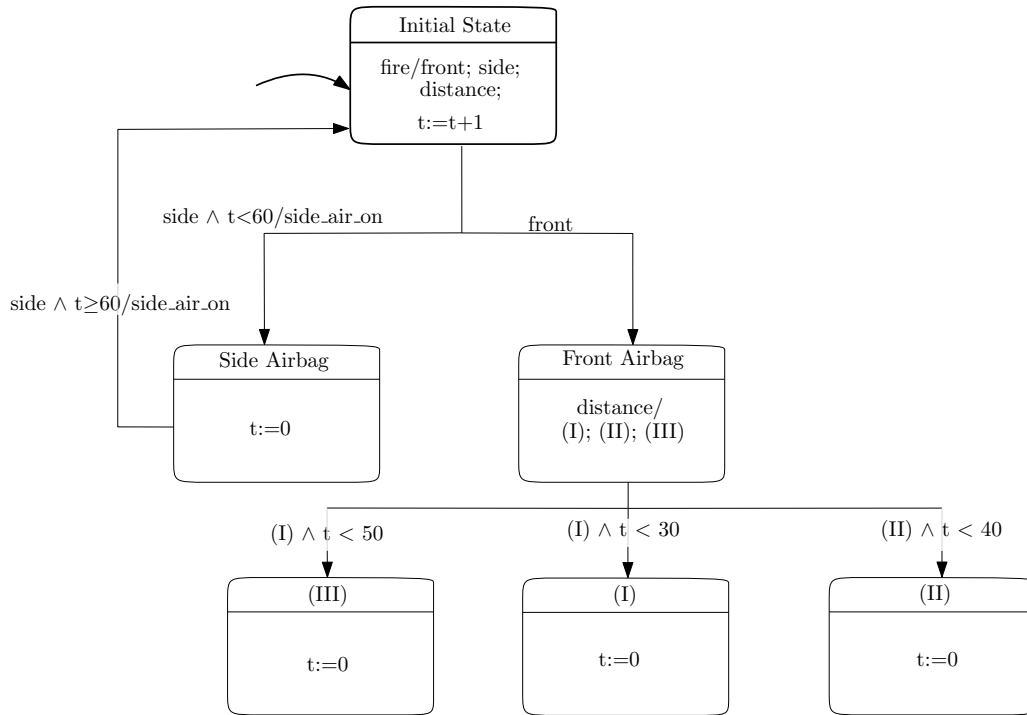 Initial State
fire/front; side;
distance;
t:=t+1
side ∧ t<60/side_air_on
front
side ∧ t≥60/side_air_on
Side Airbag
t:=0
Front Airbag
distance/
(I); (II); (III)
(I) ∧ t < 50
(I) ∧ t < 30
(II) ∧ t < 40
(III)
t:=0
(I)
t:=0
(II)
t:=0